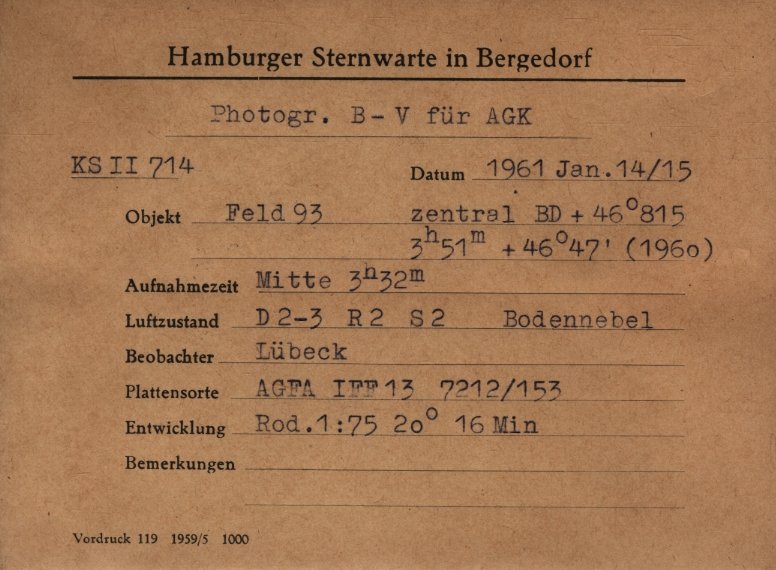 Hamburger Sternwarte in Bergedorf
Photogr. B-V für AGK
KS II 714 Datum 1961 Jan.14/15
Objekt Feld 93 zentral BD + 46°815
3ʰ51ᵐ +46°47' (1960)
Aufnahmezeit Mitte 3ʰ32ᵐ
Luftzustand D 2-3 R 2 S 2 Bodennebel
Beobachter Lübeck
Plattensorte AGFA IFF 13 7212/153
Entwicklung Rod.1:75 20° 16 Min
Bemerkungen
Vordruck 119 1959/5 1000